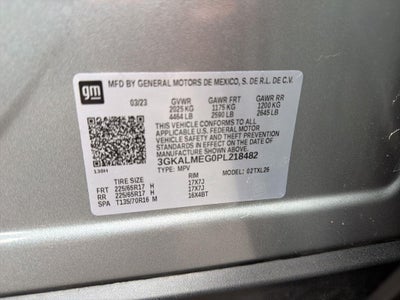 gm
MFD BY GENERAL MOTORS DE MEXICO, S DE R.L. DE C.V.
03/23 GVWR GAWR FRT GAWR RR
2025 KG 1175 KG 1200 KG
4464 LB 2590 LB 2645 LB
THIS VEHICLE CONFORMS TO ALL
APPLICABLE U.S. FEDERAL MOTOR
VEHICLE SAFETY AND THEFT
PREVENTION STANDARDS IN EFFECT
ON THE DATE OF MANUFACTURE
SHOWN ABOVE.
3GKALMEG0PL218482
TYPE: MPV MODEL: 02TXL26
TIRE SIZE RIM
FRT 225/65R17 H 17X7J
RR 225/65R17 H 17X7J
SPA T135/70R16 M 16X4BT